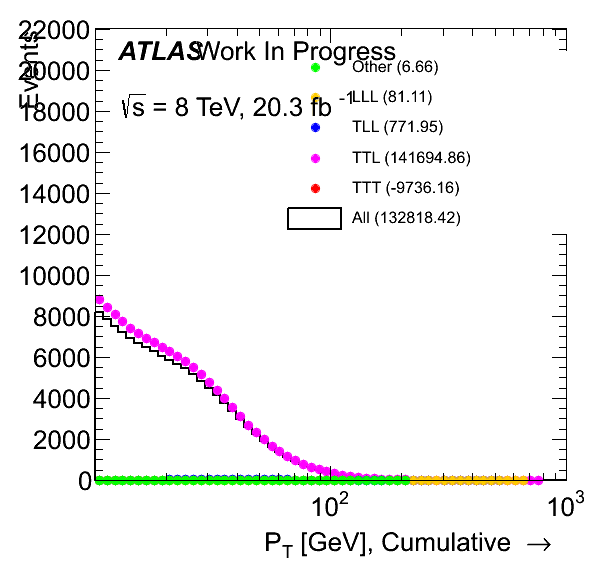 22000
20000
18000
16000
14000
12000
10000
8000
6000
4000
2000
0
Events
ATLAS Work In Progress
√s = 8 TeV, 20.3 fb -1
Other (6.66)
LLL (81.11)
TLL (771.95)
TTL (141694.86)
TTT (-9736.16)
All (132818.42)
10²
10³
P_T [GeV], Cumulative →